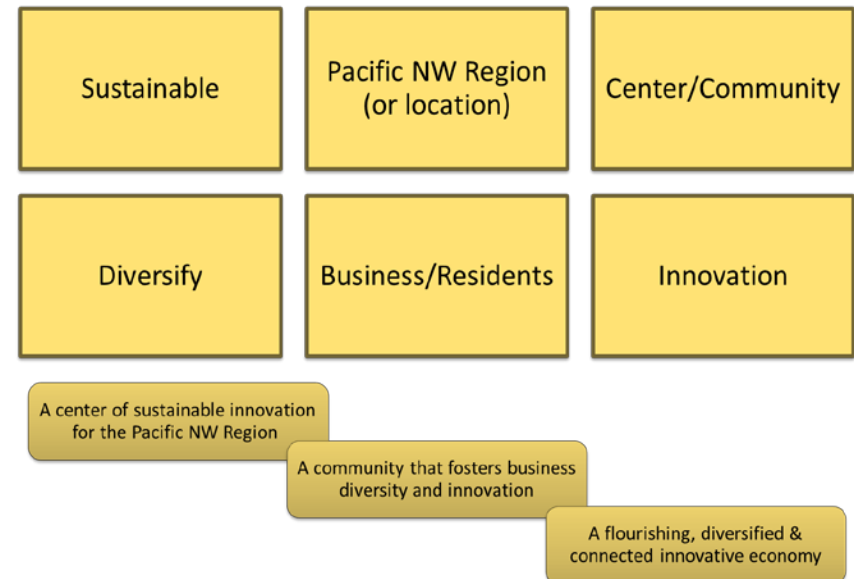 Sustainable
Pacific NW Region
(or location)
Center/Community
Diversify
Business/Residents
Innovation
A center of sustainable innovation
for the Pacific NW Region
A community that fosters business
diversity and innovation
A flourishing, diversified &
connected innovative economy